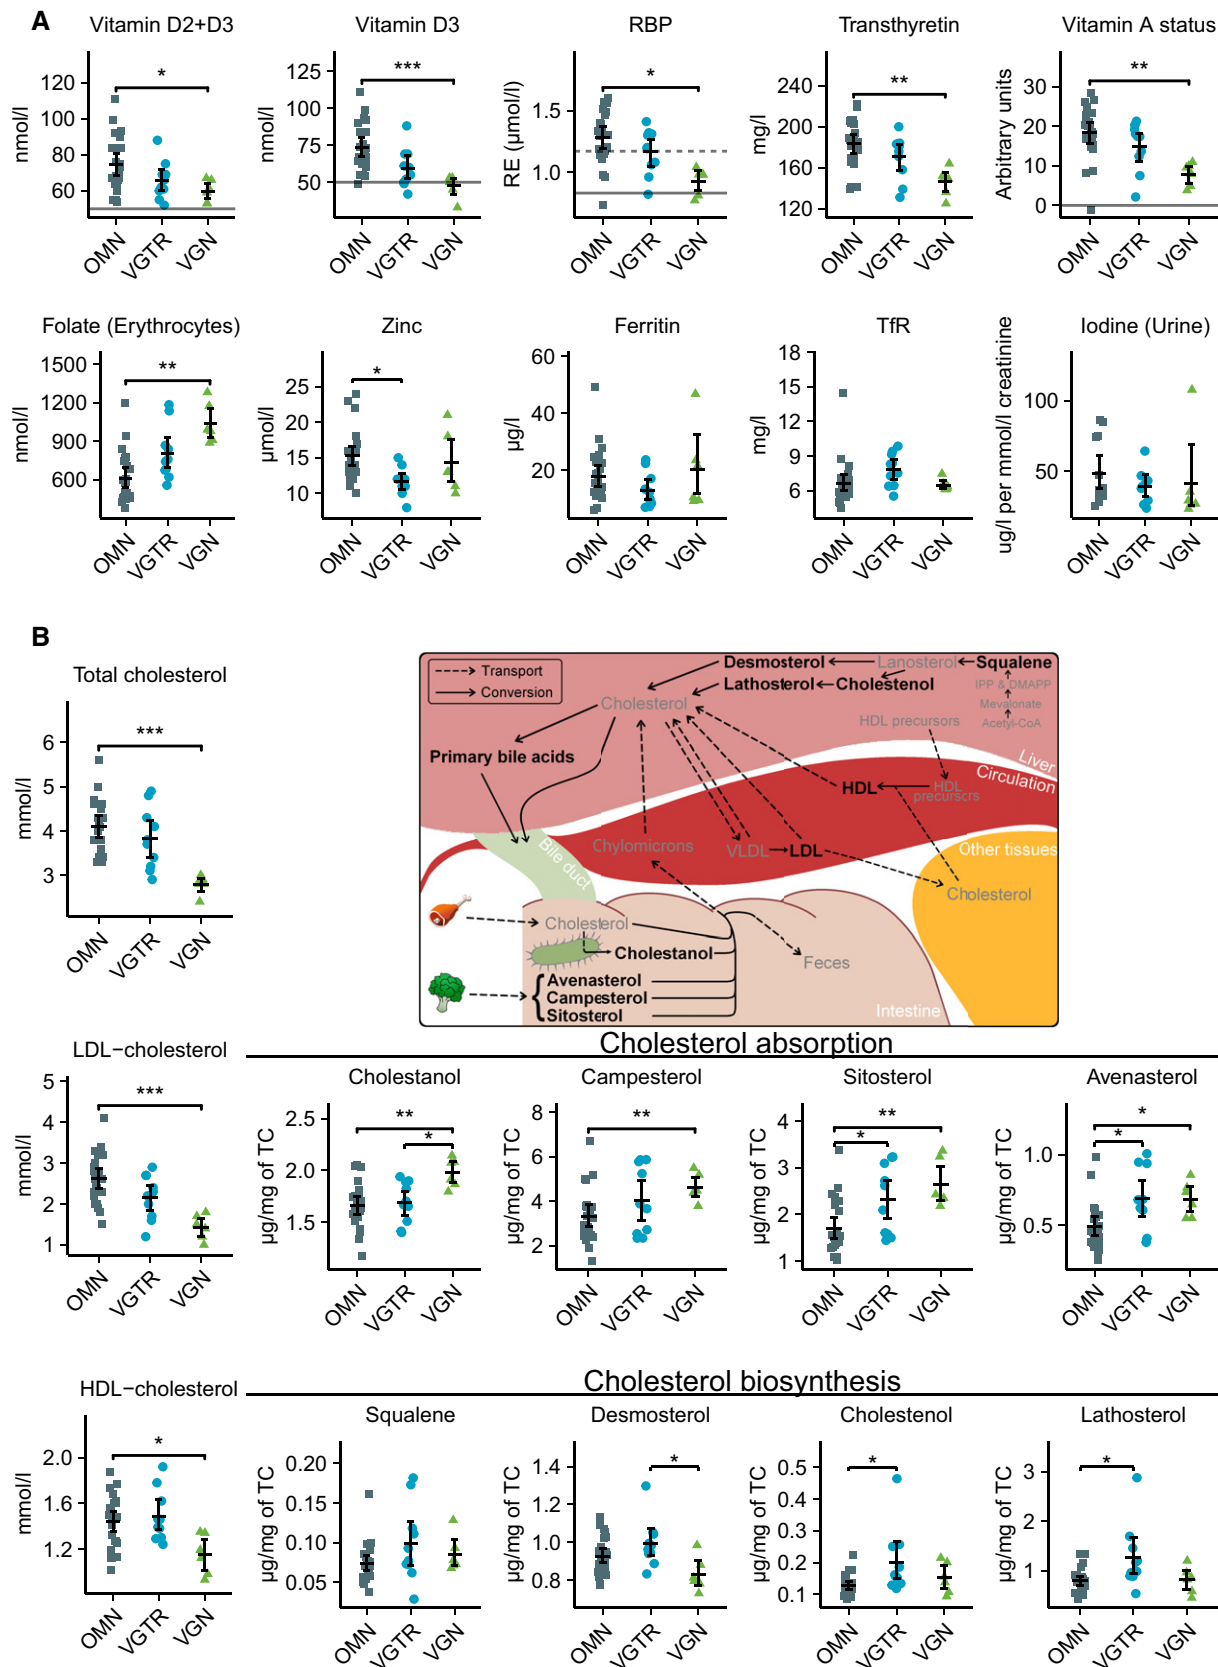 A
Vitamin D2+D3
Vitamin D3
RBP
Transthyretin
Vitamin A status
nmol/l
120
100
80
60
*
OMN
VGTR
VGN
nmol/l
125
100
75
50
***
OMN
VGTR
VGN
RE (µmol/l)
1.5
1.0
*
OMN
VGTR
VGN
mg/l
240
200
160
120
**
OMN
VGTR
VGN
Arbitrary units
30
20
10
0
**
OMN
VGTR
VGN
Folate (Erythrocytes)
Zinc
Ferritin
TfR
Iodine (Urine)
nmol/l
1500
1200
900
600
**
OMN
VGTR
VGN
µmol/l
25
20
15
10
*
OMN
VGTR
VGN
µg/l
60
40
20
OMN
VGTR
VGN
mg/l
18
15
12
9
6
OMN
VGTR
VGN
ug/l per mmol/l creatinine
100
50
OMN
VGTR
VGN
B
Total cholesterol
mmol/l
6
5
4
3
***
OMN
VGTR
VGN
Transport
Conversion
Desmosterol
Lanosterol
Squalene
Lathosterol
Cholestenol
IPP & DMAPP
Mevalonate
Acetyl-CoA
Cholesterol
HDL precursors
Primary bile acids
Liver
Circulation
HDL
HDL
precursors
Bile duct
Chylomicrons
VLDL
LDL
Other tissues
Cholesterol
Cholesterol
Cholestanol
Feces
Avenasterol
Campesterol
Sitosterol
Intestine
LDL−cholesterol
mmol/l
5
4
3
2
1
***
OMN
VGTR
VGN
Cholesterol absorption
Cholestanol
Campesterol
Sitosterol
Avenasterol
µg/mg of TC
2.5
2.0
1.5
**
*
OMN
VGTR
VGN
µg/mg of TC
8
6
4
2
**
OMN
VGTR
VGN
µg/mg of TC
4
3
2
1
**
*
OMN
VGTR
VGN
µg/mg of TC
1.0
0.5
*
*
OMN
VGTR
VGN
HDL−cholesterol
mmol/l
2.0
1.6
1.2
*
OMN
VGTR
VGN
Cholesterol biosynthesis
Squalene
Desmosterol
Cholestenol
Lathosterol
µg/mg of TC
0.20
0.15
0.10
0.05
OMN
VGTR
VGN
µg/mg of TC
1.4
1.2
1.0
0.8
*
OMN
VGTR
VGN
µg/mg of TC
0.5
0.4
0.3
0.2
0.1
*
OMN
VGTR
VGN
µg/mg of TC
3
2
1
*
OMN
VGTR
VGN